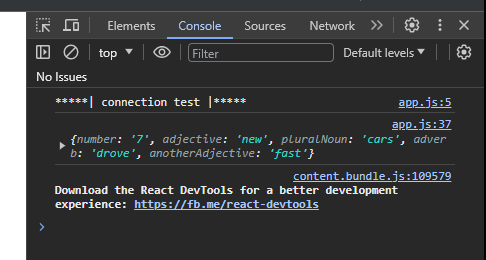 Elements Console Sources Network
top Filter Default levels
No Issues
*****| connection test |***** app.js:5
app.js:37
{number: '7', adjective: 'new', pluralNoun: 'cars', adver
b: 'drove', anotherAdjective: 'fast'}
content.bundle.js:109579
Download the React DevTools for a better development
experience: https://fb.me/react-devtools